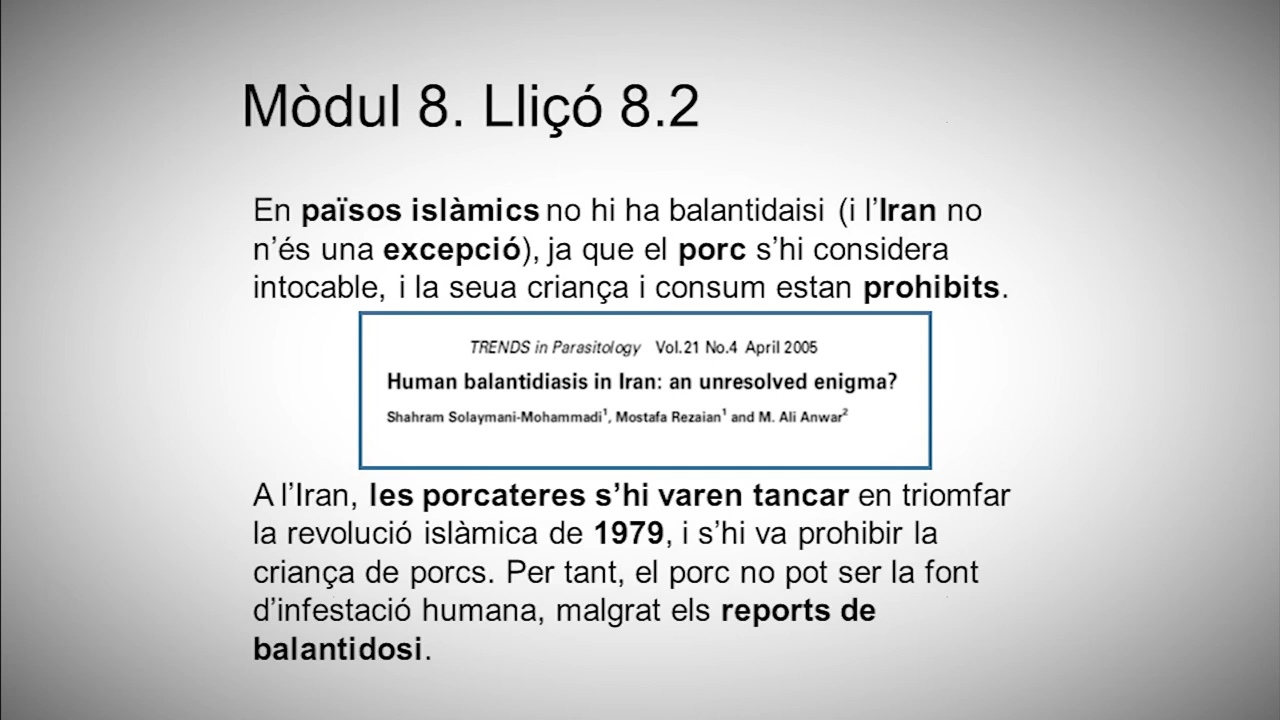 Mòdul 8. Lliçó 8.2
En països islàmics no hi ha balantidaisi (i l’Iran no
n’és una excepció), ja que el porc s’hi considera
intocable, i la seua criança i consum estan prohibits.
TRENDS in Parasitology Vol.21 No.4 April 2005
Human balantidiasis in Iran: an unresolved enigma?
Shahram Solaymani-Mohammadi1, Mostafa Rezaian1 and M. Ali Anwar2
A l’Iran, les porcateres s’hi varen tancar en triomfar
la revolució islàmica de 1979, i s’hi va prohibir la
criança de porcs. Per tant, el porc no pot ser la font
d’infestació humana, malgrat els reports de
balantidosi.